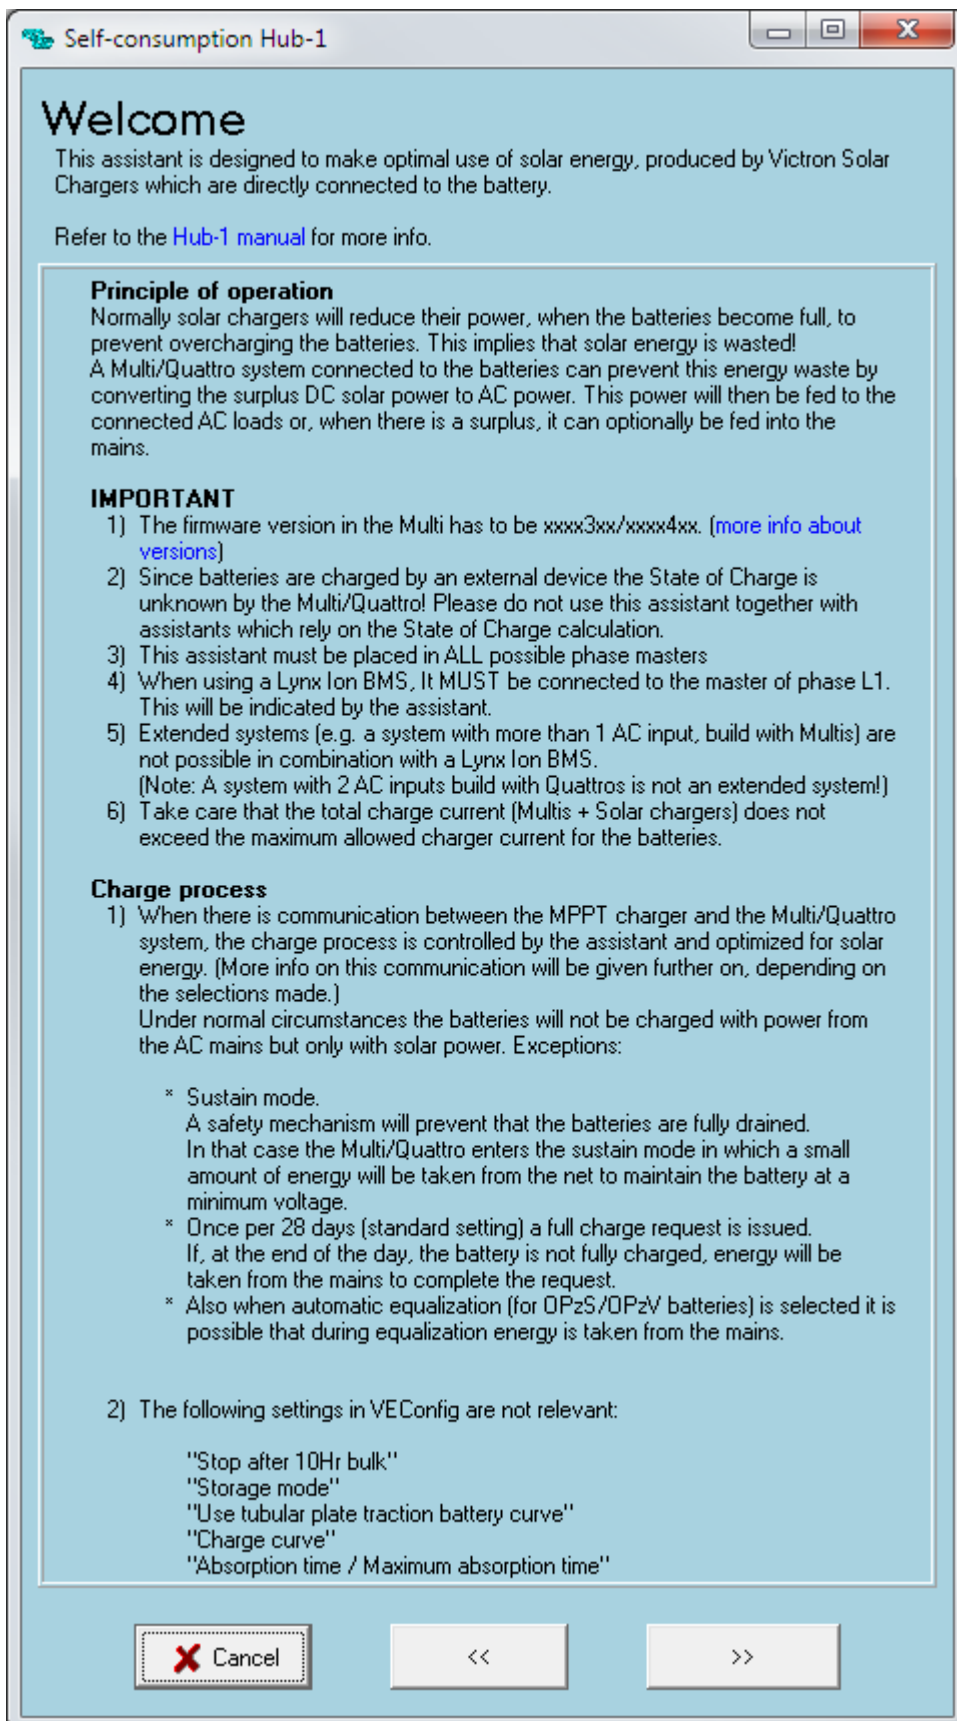 Self-consumption Hub-1
Welcome
This assistant is designed to make optimal use of solar energy, produced by Victron Solar
Chargers which are directly connected to the battery.
Refer to the Hub-1 manual for more info.
Principle of operation
Normally solar chargers will reduce their power, when the batteries become full, to
prevent overcharging the batteries. This implies that solar energy is wasted!
A Multi/Quattro system connected to the batteries can prevent this energy waste by
converting the surplus DC solar power to AC power. This power will then be fed to the
connected AC loads or, when there is a surplus, it can optionally be fed into the
mains.
IMPORTANT
1) The firmware version in the Multi has to be xxxx3xx/xxxx4xx. (more info about
versions)
2) Since batteries are charged by an external device the State of Charge is
unknown by the Multi/Quattro! Please do not use this assistant together with
assistants which rely on the State of Charge calculation.
3) This assistant must be placed in ALL possible phase masters
4) When using a Lynx Ion BMS, It MUST be connected to the master of phase L1.
This will be indicated by the assistant.
5) Extended systems (e.g. a system with more than 1 AC input, build with Multis) are
not possible in combination with a Lynx Ion BMS.
(Note: A system with 2 AC inputs build with Quattros is not an extended system!)
6) Take care that the total charge current (Multis + Solar chargers) does not
exceed the maximum allowed charger current for the batteries.
Charge process
1) When there is communication between the MPPT charger and the Multi/Quattro
system, the charge process is controlled by the assistant and optimized for solar
energy. (More info on this communication will be given further on, depending on
the selections made.)
Under normal circumstances the batteries will not be charged with power from
the AC mains but only with solar power. Exceptions:
* Sustain mode.
A safety mechanism will prevent that the batteries are fully drained.
In that case the Multi/Quattro enters the sustain mode in which a small
amount of energy will be taken from the net to maintain the battery at a
minimum voltage.
* Once per 28 days (standard setting) a full charge request is issued.
If, at the end of the day, the battery is not fully charged, energy will be
taken from the mains to complete the request.
* Also when automatic equalization (for OPzS/OPzV batteries) is selected it is
possible that during equalization energy is taken from the mains.
2) The following settings in VEConfig are not relevant:
"Stop after 10Hr bulk"
"Storage mode"
"Use tubular plate traction battery curve"
"Charge curve"
"Absorption time / Maximum absorption time"
Cancel
<<
>>